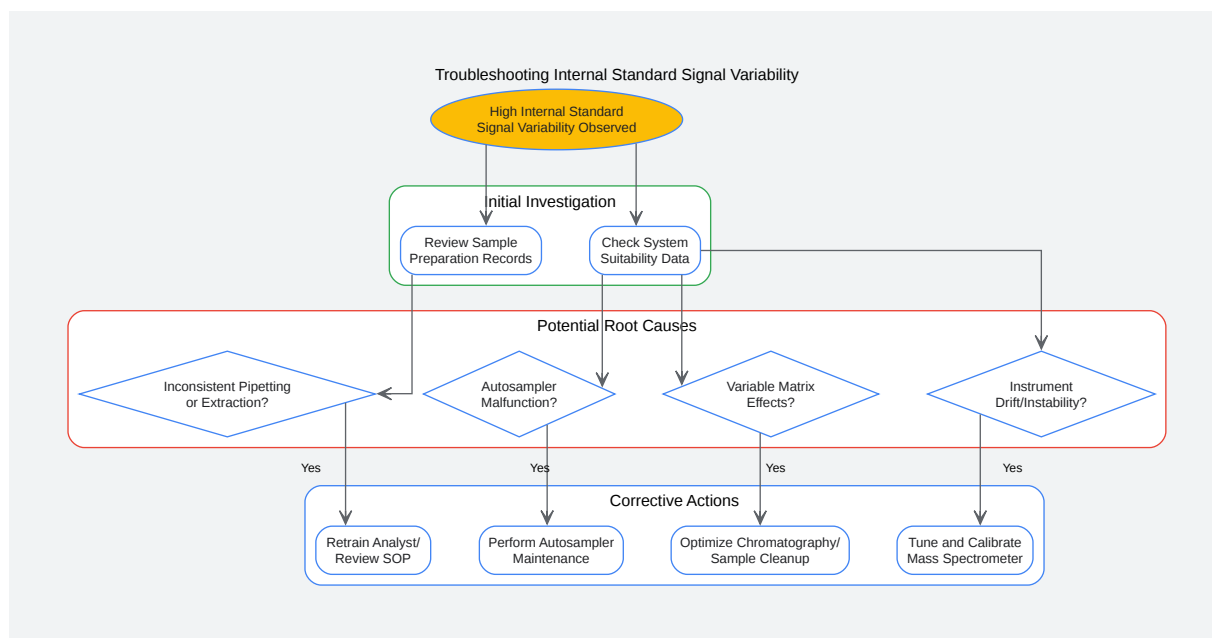 Troubleshooting Internal Standard Signal Variability
High Internal Standard
Signal Variability Observed
Initial Investigation
Review Sample
Preparation Records
Check System
Suitability Data
Potential Root Causes
Inconsistent Pipetting
or Extraction?
Autosampler
Malfunction?
Variable Matrix
Effects?
Instrument
Drift/Instability?
Yes
Yes
Yes
Yes
Corrective Actions
Retrain Analyst/
Review SOP
Perform Autosampler
Maintenance
Optimize Chromatography/
Sample Cleanup
Tune and Calibrate
Mass Spectrometer